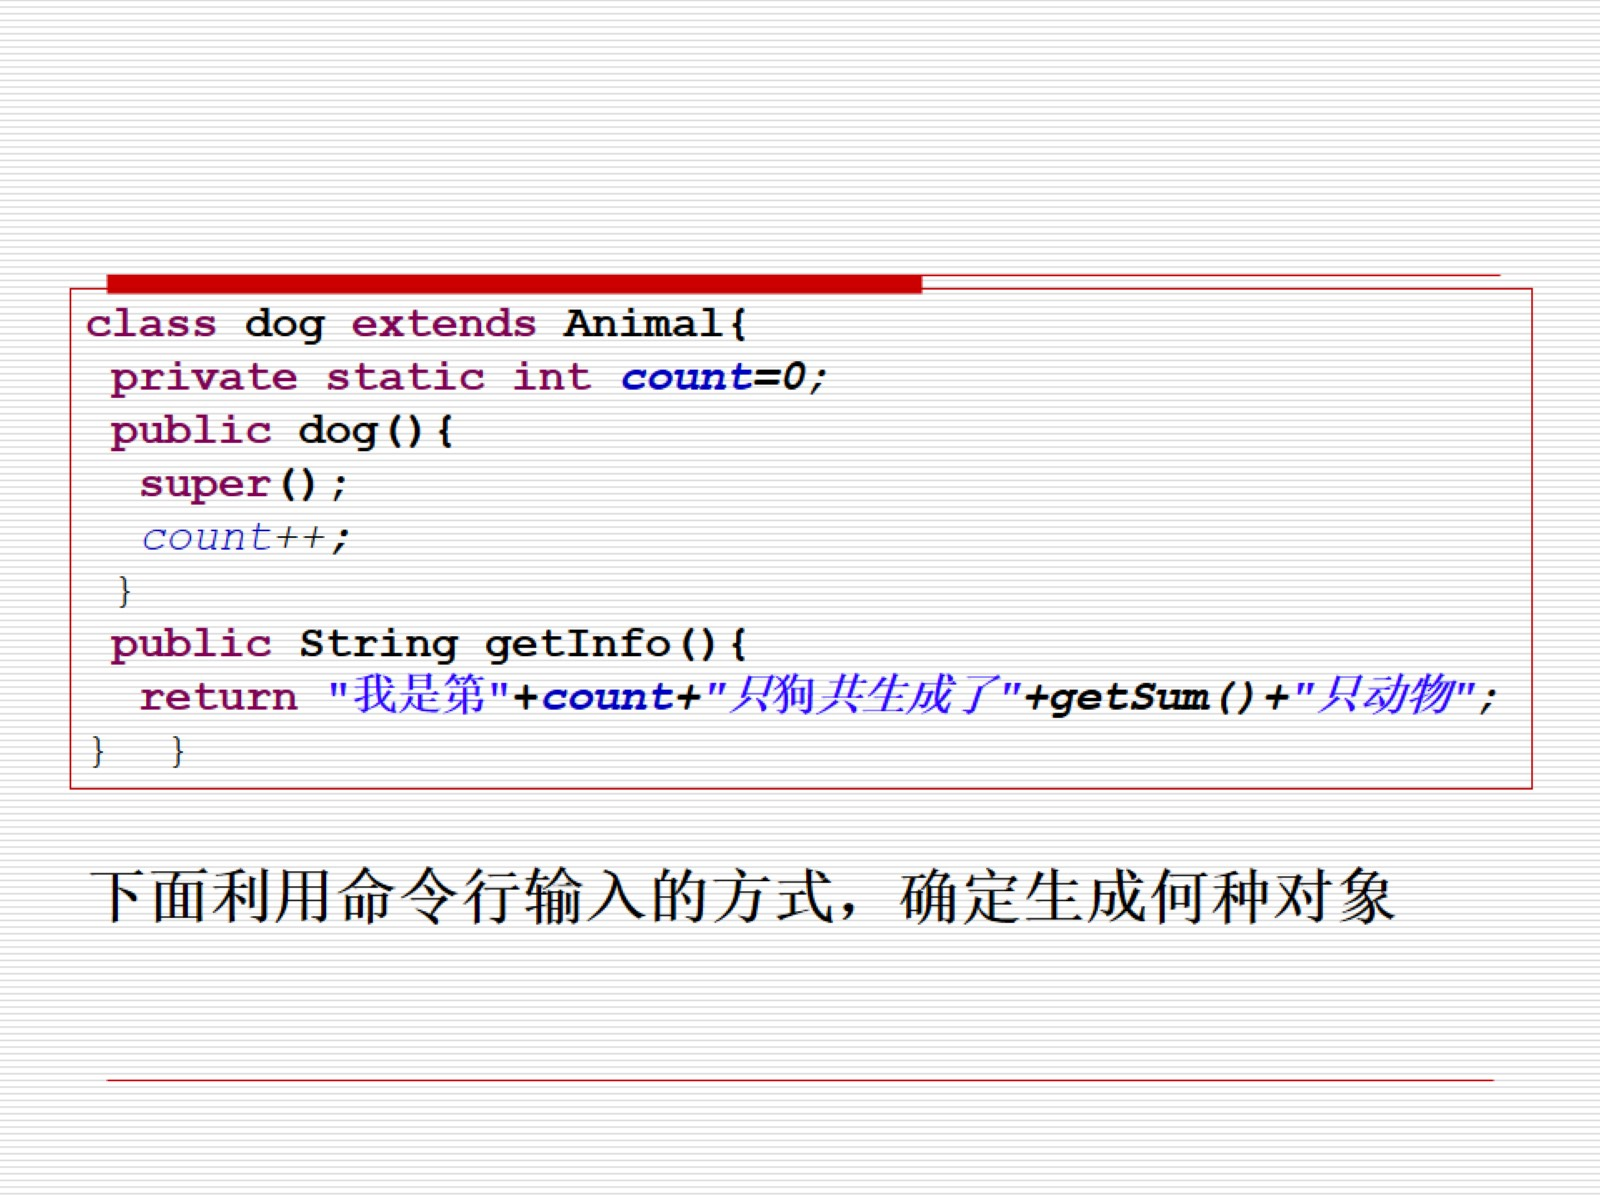 class dog extends Animal{
private static int count=0;
public dog(){
super();
count++;
}
public String getInfo(){
return "我是第"+count+"只狗共生成了"+getSum()+"只动物";
} }
下面利用命令行输入的方式，确定生成何种对象